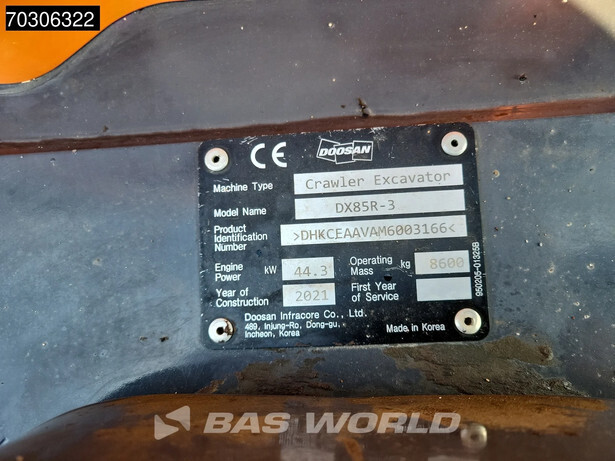 70306322
CE
DOOSAN
Machine Type Crawler Excavator
Model Name DX85R-3
Product Identification Number >DHKCEAAVAM6003166<
Engine Power kW 44.3 Operating Mass kg 8600
Year of Construction 2021 First Year of Service
Doosan Infracore Co., Ltd.
489, Injung-Ro, Dong-gu,
Incheon, Korea
Made in Korea
950205-01325B
BAS WORLD